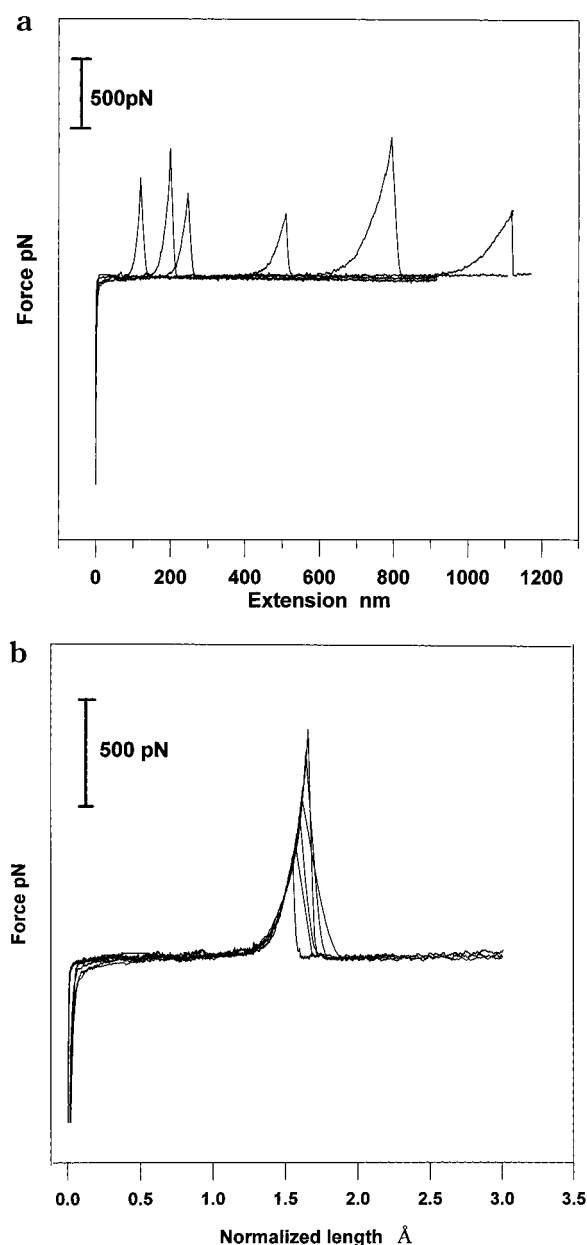 a
500pN
Force pN
0 200 400 600 800 1000 1200
Extension nm
b
500 pN
Force pN
0.0 0.5 1.0 1.5 2.0 2.5 3.0 3.5
Normalized length Å